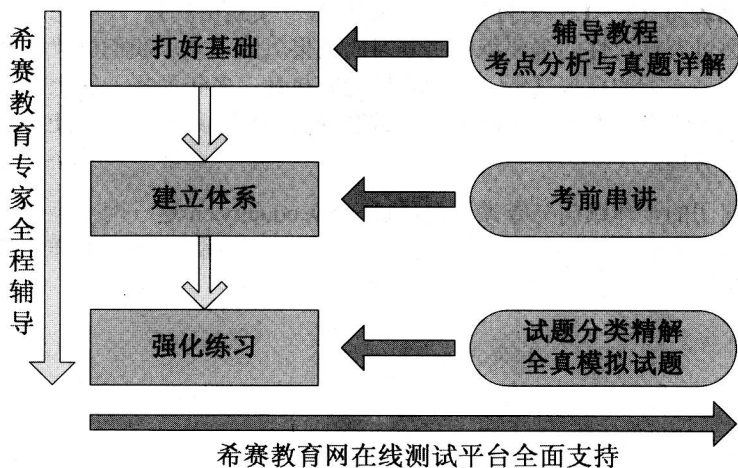 希赛教育专家全程辅导
打好基础
辅导教程
考点分析与真题详解
建立体系
考前串讲
强化练习
试题分类精解
全真模拟试题
希赛教育网在线测试平台全面支持